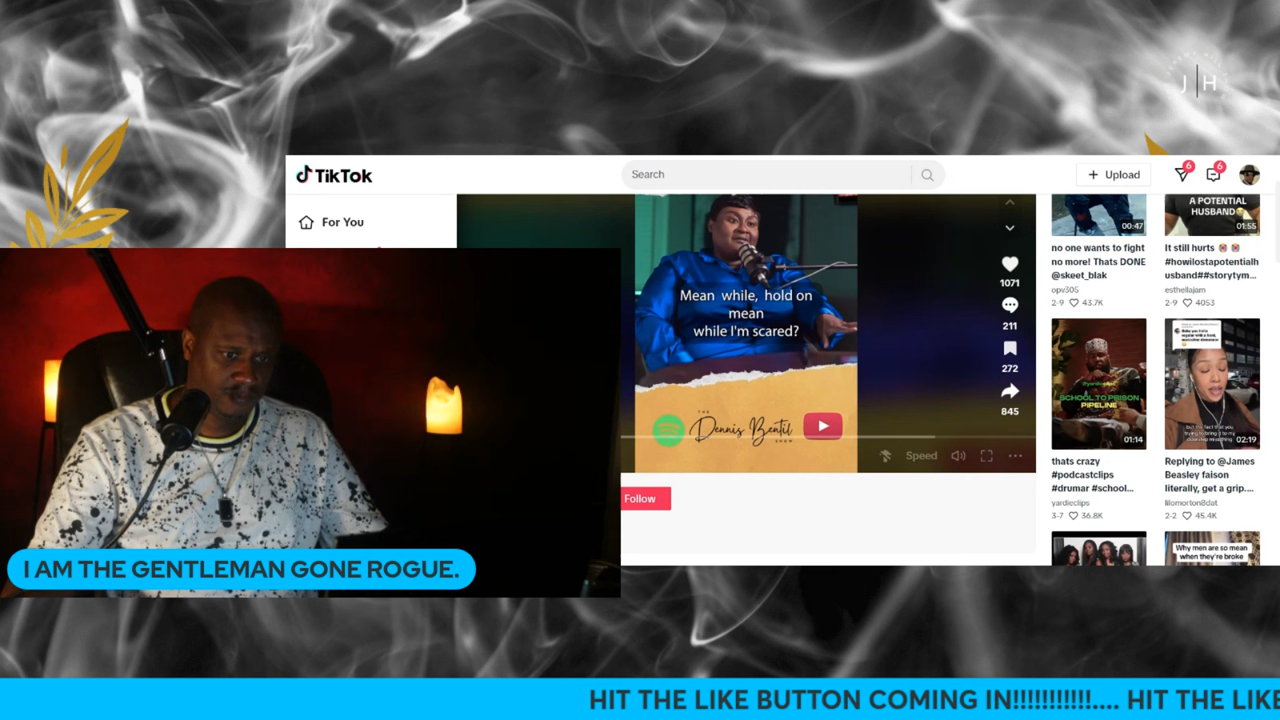 J | H
TikTok
Search
Upload
6
6
For You
00:47
A POTENTIAL
HUSBAND
01:55
no one wants to fight
no more! Thats DONE
@skeet_blak
opv305
2-9 43.7K
It still hurts
#howilostapotentialh
usband##storytym...
esthellajam
2-9 4053
Mean while, hold on
mean
while I'm scared?
THE
Dennis Bentil
SHOW
1071
211
272
845
Speed
Follow
SCHOOL TO PRISON
PIPELINE
01:14
thats crazy
#podcastclips
#drumar #school...
yardieclips
3-7 36.8K
02:19
Replying to @James
Beasley faison
literally, get a grip....
lilomorton8dat
2-2 45.4K
Why men are so mean
when they're broke
I AM THE GENTLEMAN GONE ROGUE.
HIT THE LIKE BUTTON COMING IN!!!!!!!!!!!.... HIT THE LIKE